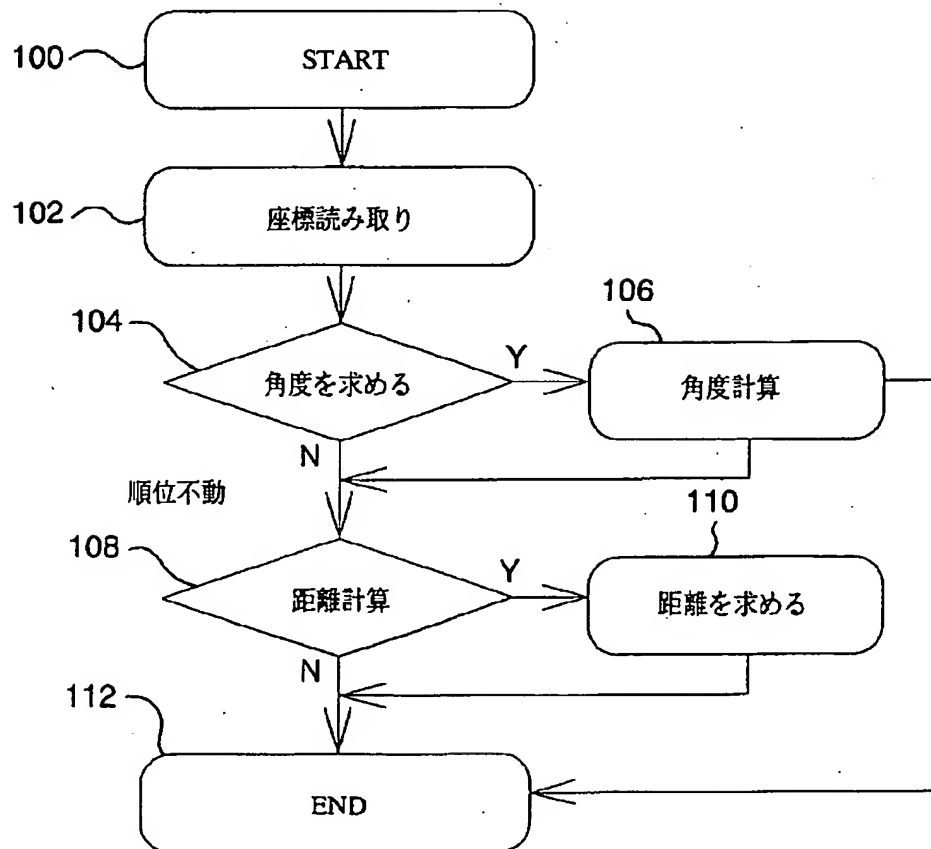 100
START
102
座標読み取り
104
角度を求める
Y
106
角度計算
N
順位不動
108
距離計算
Y
110
距離を求める
N
112
END